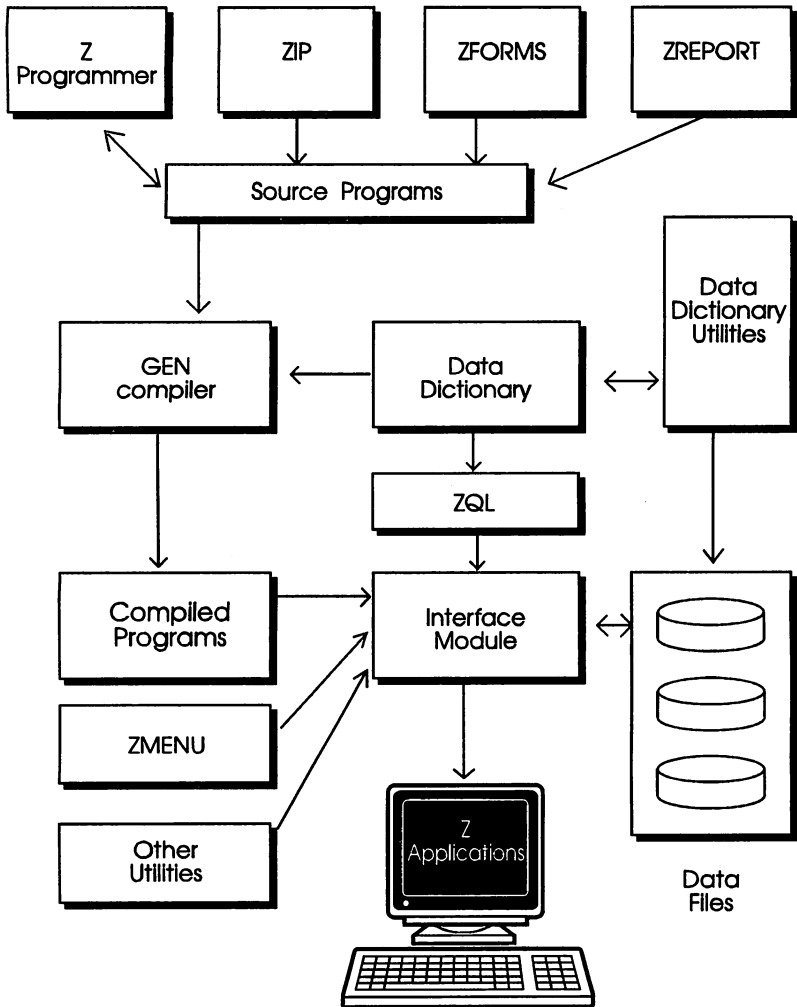 Z
Programmer
ZIP
ZFORMS
ZREPORT
Source Programs
GEN
compiler
Data
Dictionary
Data
Dictionary
Utilities
ZQL
Compiled
Programs
Interface
Module
ZMENU
Other
Utilities
Z
Applications
Data
Files